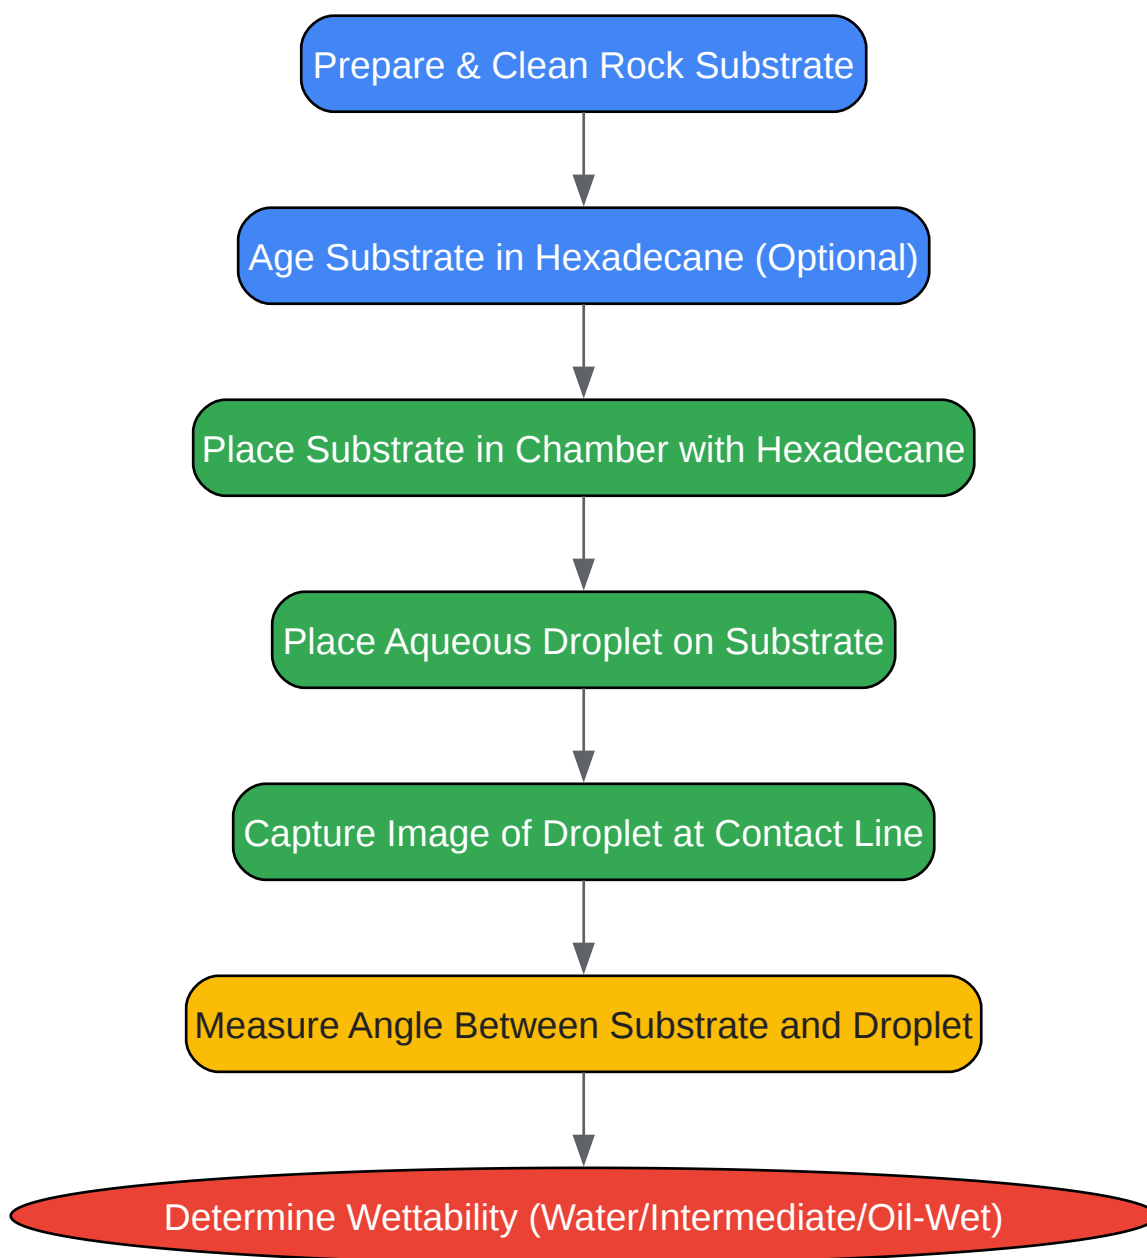 Prepare & Clean Rock Substrate
Age Substrate in Hexadecane (Optional)
Place Substrate in Chamber with Hexadecane
Place Aqueous Droplet on Substrate
Capture Image of Droplet at Contact Line
Measure Angle Between Substrate and Droplet
Determine Wettability (Water/Intermediate/Oil-Wet)